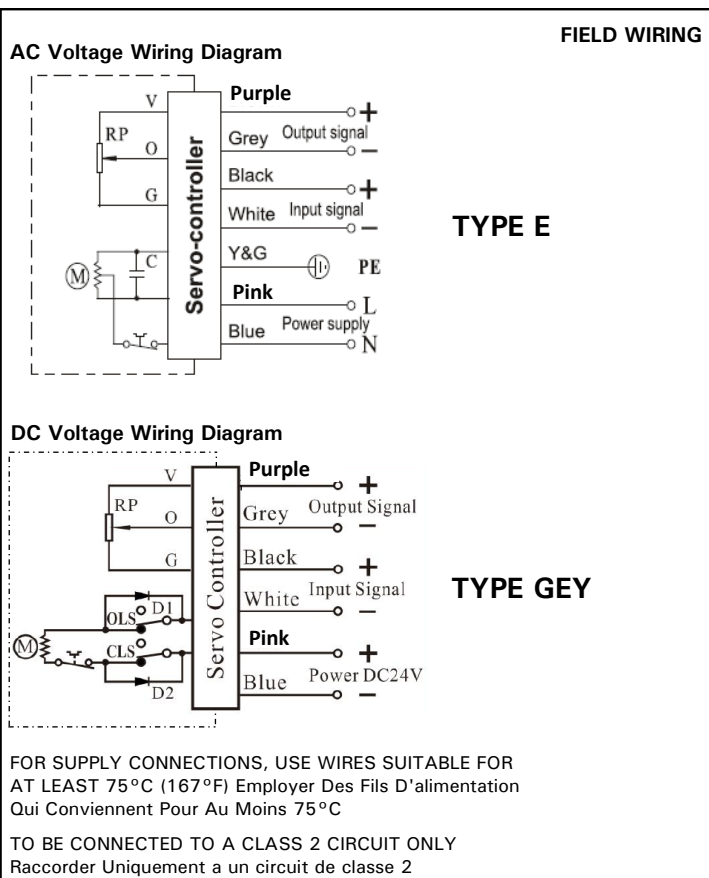 FIELD WIRING
AC Voltage Wiring Diagram
V
Purple
+
RP
O
Grey
Output signal
−
Servo-controller
Black
+
G
White
Input signal
−
Y&G
PE
M
C
Pink
L
Blue
Power supply
N
TYPE E
DC Voltage Wiring Diagram
V
Purple
+
RP
O
Grey
Output Signal
−
Servo Controller
G
Black
+
White
Input Signal
−
OLS
D1
M
CLS
D2
Pink
+
Blue
Power DC24V
−
TYPE GEY
FOR SUPPLY CONNECTIONS, USE WIRES SUITABLE FOR
AT LEAST 75°C (167°F) Employer Des Fils D'alimentation
Qui Conviennent Pour Au Moins 75°C
TO BE CONNECTED TO A CLASS 2 CIRCUIT ONLY
Raccorder Uniquement a un circuit de classe 2